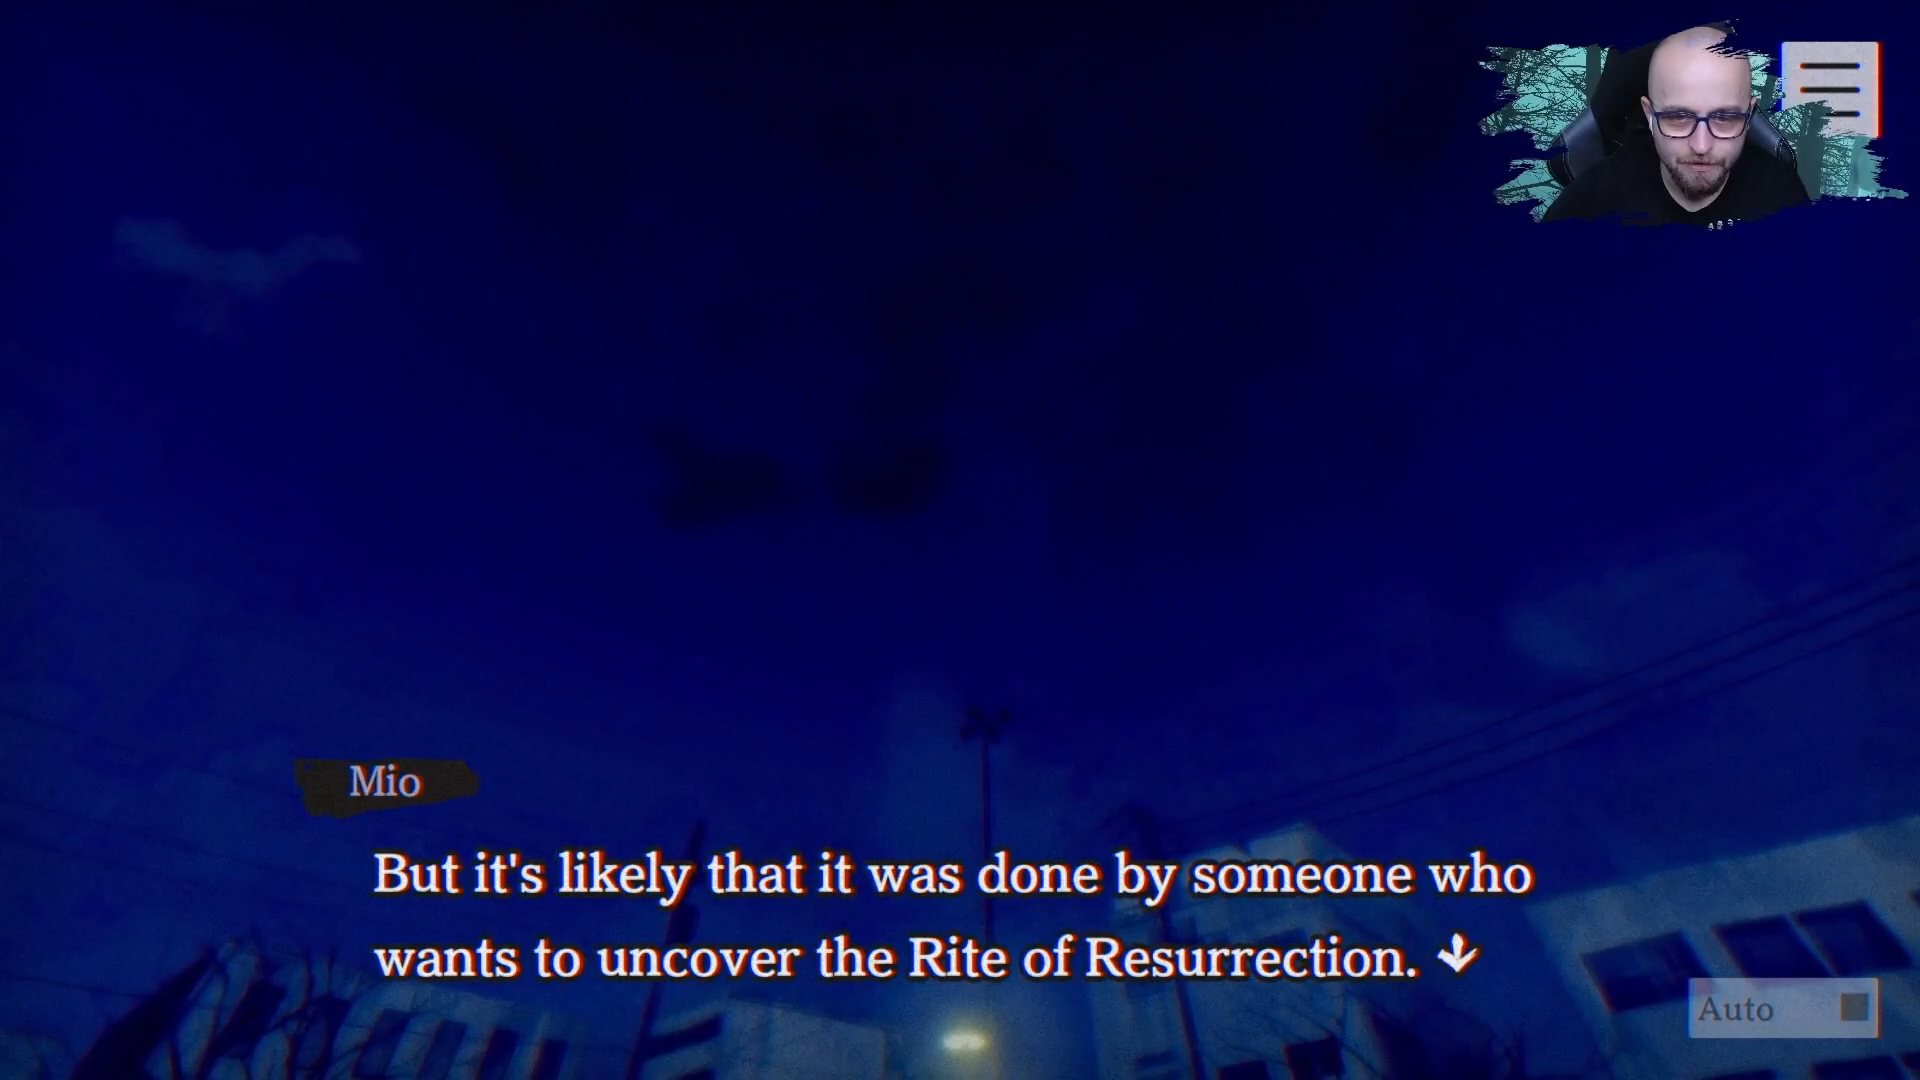 Mio
But it's likely that it was done by someone who
wants to uncover the Rite of Resurrection.
Auto